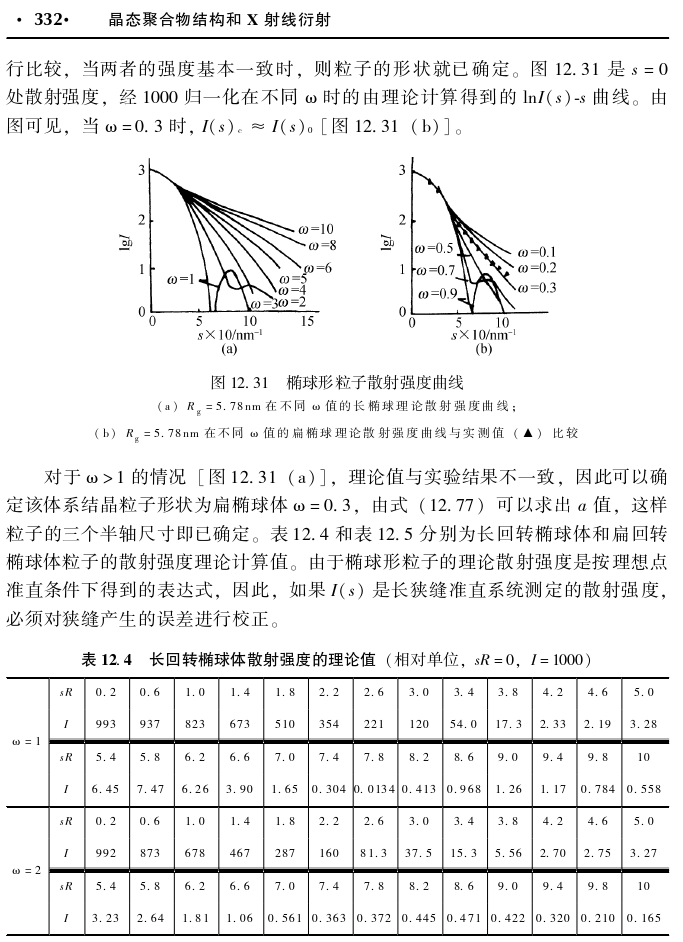 · 332· 晶态聚合物结构和 X 射线衍射
行比较，当两者的强度基本一致时，则粒子的形状就已确定。图 12.31 是 s = 0
处散射强度，经 1000 归一化在不同 ω 时的由理论计算得到的 lnI(s)-s 曲线。由
图可见，当 ω = 0.3 时，I(s)c ≈ I(s)0 [图 12.31 (b)]。
3
2
1
0
lgI
ω=10
ω=8
ω=6
ω=5
ω=4
ω=3
ω=2
ω=1
0 5 10 15
s×10/nm⁻¹
(a)
3
2
1
0
lgI
ω=0.5
ω=0.7
ω=0.9
ω=0.1
ω=0.2
ω=0.3
0 5 10
s×10/nm⁻¹
(b)
图 12.31 椭球形粒子散射强度曲线
(a) Rg = 5.78nm 在不同 ω 值的长椭球理论散射强度曲线；
(b) Rg = 5.78nm 在不同 ω 值的扁椭球理论散射强度曲线与实测值 (▲) 比较
对于 ω > 1 的情况 [图 12.31 (a)]，理论值与实验结果不一致，因此可以确
定该体系结晶粒子形状为扁椭球体 ω = 0.3，由式 (12.77) 可以求出 a 值，这样
粒子的三个半轴尺寸即已确定。表 12.4 和表 12.5 分别为长回转椭球体和扁回转
椭球体粒子的散射强度理论计算值。由于椭球形粒子的理论散射强度是按理想点
准直条件下得到的表达式，因此，如果 I(s) 是长狭缝准直系统测定的散射强度，
必须对狭缝产生的误差进行校正。
表 12.4 长回转椭球体散射强度的理论值 (相对单位，sR = 0，I = 1000)
sR 0.2 0.6 1.0 1.4 1.8 2.2 2.6 3.0 3.4 3.8 4.2 4.6 5.0
I 993 937 823 673 510 354 221 120 54.0 17.3 2.33 2.19 3.28
ω = 1
sR 5.4 5.8 6.2 6.6 7.0 7.4 7.8 8.2 8.6 9.0 9.4 9.8 10
I 6.45 7.47 6.26 3.90 1.65 0.304 0.0134 0.413 0.968 1.26 1.17 0.784 0.558
sR 0.2 0.6 1.0 1.4 1.8 2.2 2.6 3.0 3.4 3.8 4.2 4.6 5.0
I 992 873 678 467 287 160 81.3 37.5 15.3 5.56 2.70 2.75 3.27
ω = 2
sR 5.4 5.8 6.2 6.6 7.0 7.4 7.8 8.2 8.6 9.0 9.4 9.8 10
I 3.23 2.64 1.81 1.06 0.561 0.363 0.372 0.445 0.471 0.422 0.320 0.210 0.165